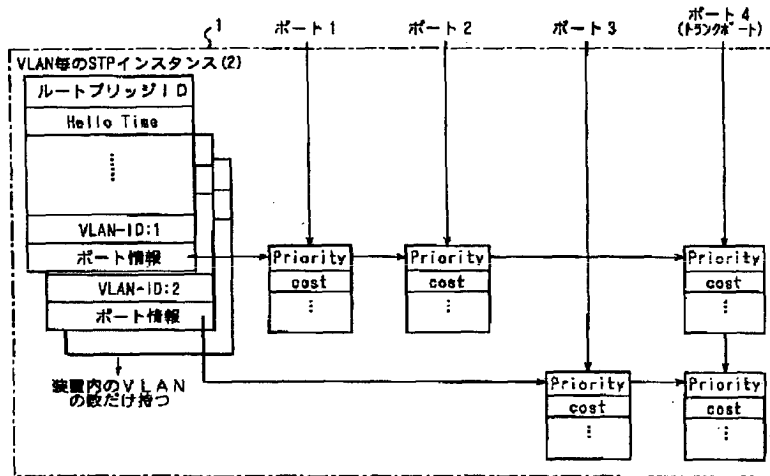 1
ポート1
ポート2
ポート3
ポート4
(トランクポート)
VLAN毎のSTPインスタンス(2)
ルートブリッジID
Hello Time
⋮
VLAN-ID:1
ポート情報
VLAN-ID:2
ポート情報
装置内のVLAN
の数だけ持つ
Priority
cost
⋮
Priority
cost
⋮
Priority
cost
⋮
Priority
cost
⋮
Priority
cost
⋮